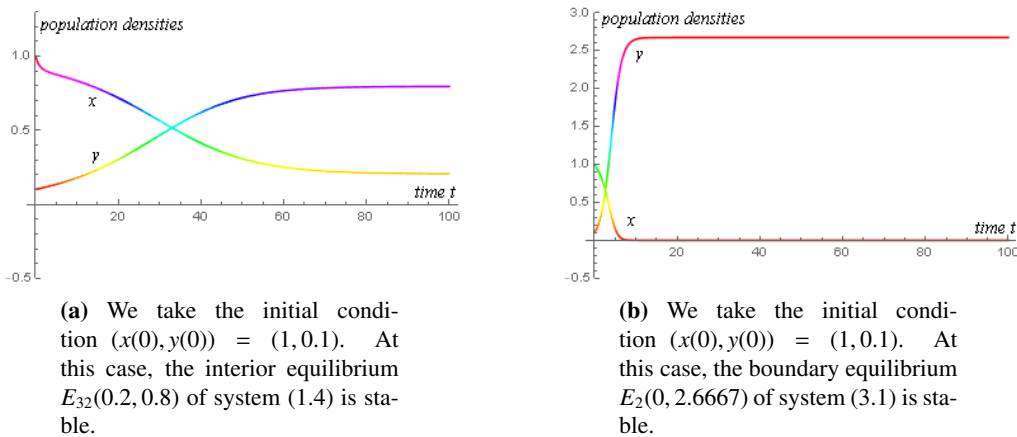 population densities
1.0
x
0.5
y
time t
20 40 60 80 100
−0.5
(a) We take the initial condi-
tion (x(0), y(0)) = (1, 0.1). At
this case, the interior equilibrium
E32(0.2, 0.8) of system (1.4) is sta-
ble.
3.0
population densities
y
2.5
2.0
1.5
1.0
0.5
x
time t
20 40 60 80 100
−0.5
(b) We take the initial condi-
tion (x(0), y(0)) = (1, 0.1). At
this case, the boundary equilibrium
E2(0, 2.6667) of system (3.1) is sta-
ble.